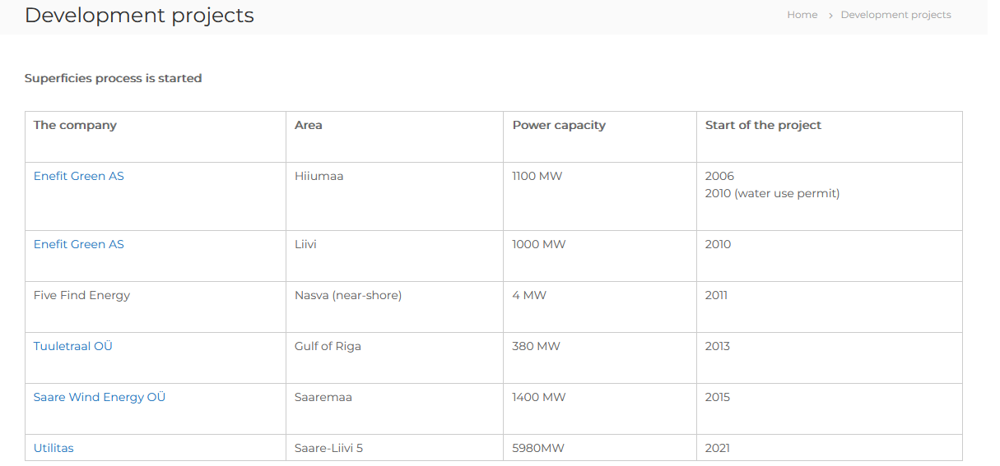 Development projects
Home > Development projects
Superficies process is started
The company Area Power capacity Start of the project
Enefit Green AS Hiiumaa 1100 MW 2006
2010 (water use permit)
Enefit Green AS Liivi 1000 MW 2010
Five Find Energy Nasva (near-shore) 4 MW 2011
Tuuletraal OÜ Gulf of Riga 380 MW 2013
Saare Wind Energy OÜ Saaremaa 1400 MW 2015
Utilitas Saare-Liivi 5 5980MW 2021